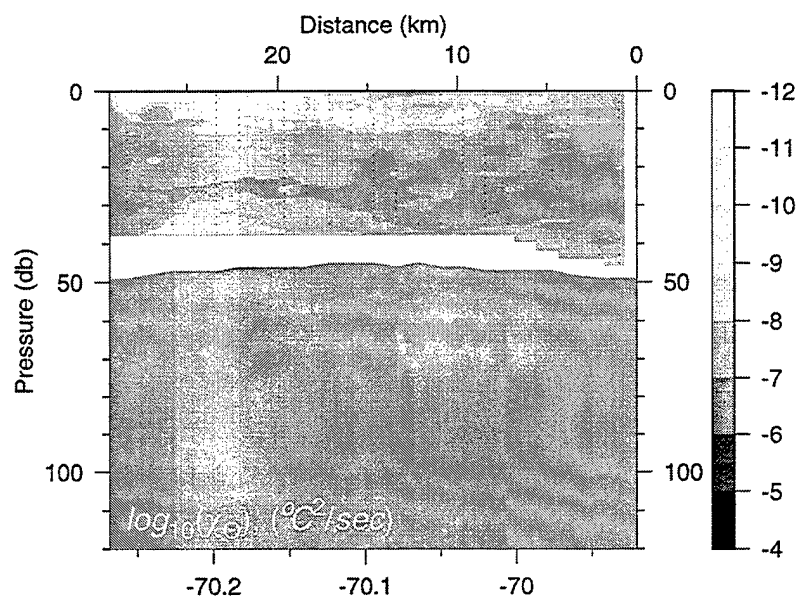 Distance (km)
20 10 0
0 0 -12
-11
-10
-9
50 50
-8
-7
-6
100 100
-5
-4
Pressure (db)
log₁₀(χ_Θ) (°C²/sec)
-70.2 -70.1 -70